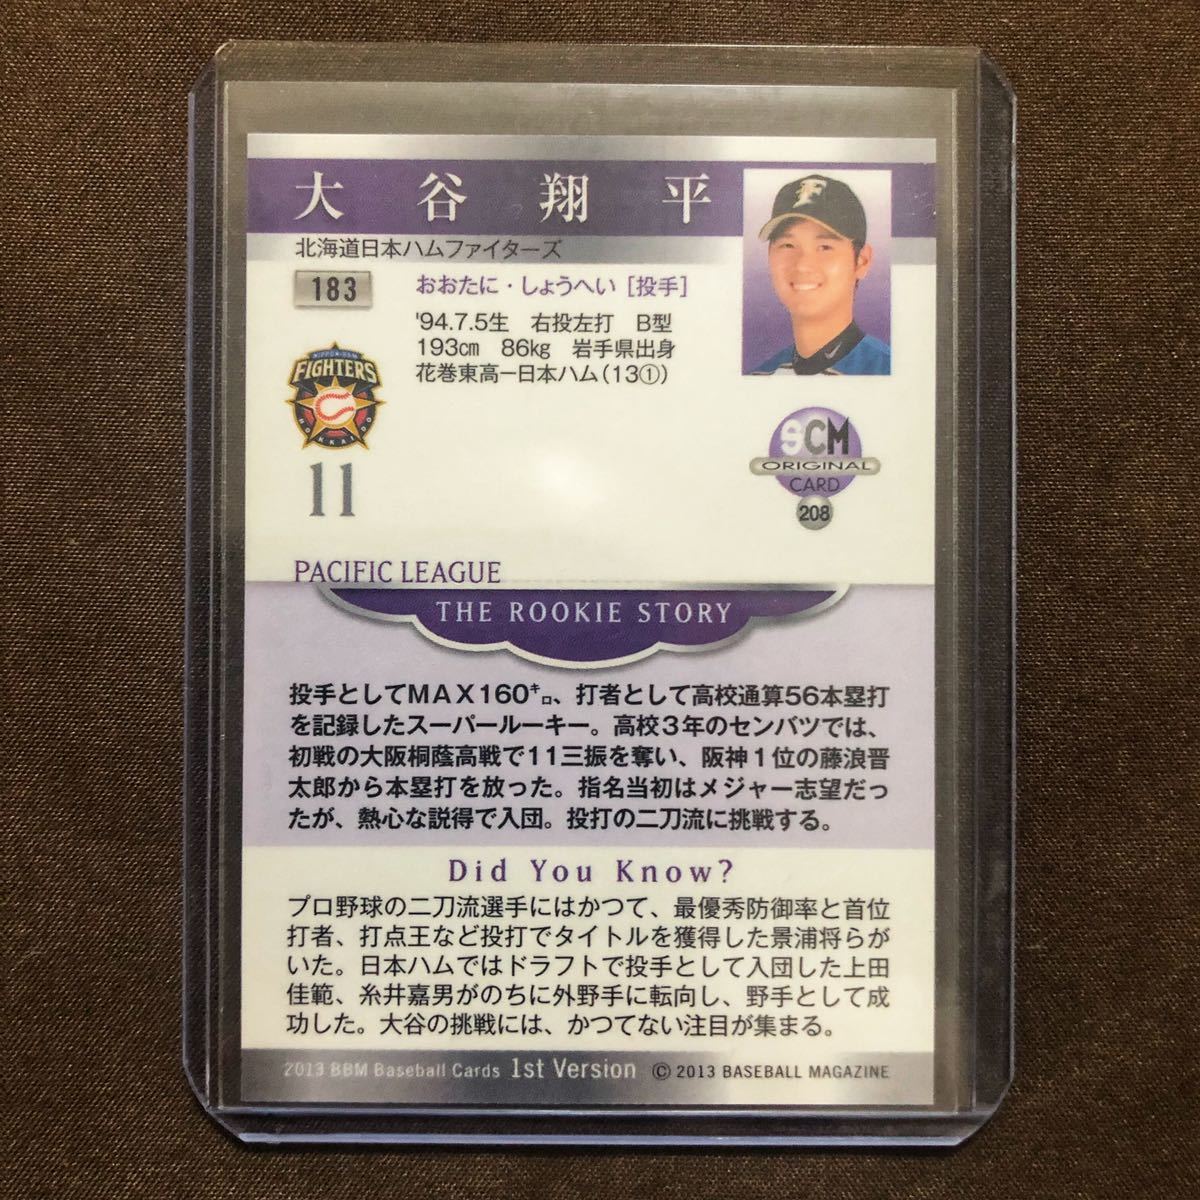 大谷翔平
北海道日本ハムファイターズ
183
おおたに・しょうへい [投手]
'94.7.5生 右投左打 B型
193cm 86kg 岩手県出身
花巻東高ー日本ハム(13①)
F
NIPPON-HAM
FIGHTERS
HOKKAIDO
11
SCM
ORIGINAL
CARD
208
PACIFIC LEAGUE
THE ROOKIE STORY
投手としてMAX160㌔、打者として高校通算56本塁打
を記録したスーパールーキー。高校3年のセンバツでは、
初戦の大阪桐蔭高戦で11三振を奪い、阪神1位の藤浪晋
太郎から本塁打を放った。指名当初はメジャー志望だっ
たが、熱心な説得で入団。投打の二刀流に挑戦する。
Did You Know?
プロ野球の二刀流選手にはかつて、最優秀防御率と首位
打者、打点王など投打でタイトルを獲得した景浦将らが
いた。日本ハムではドラフトで投手として入団した上田
佳範、糸井嘉男がのちに外野手に転向し、野手として成
功した。大谷の挑戦には、かつてない注目が集まる。
2013 BBM Baseball Cards 1st Version © 2013 BASEBALL MAGAZINE